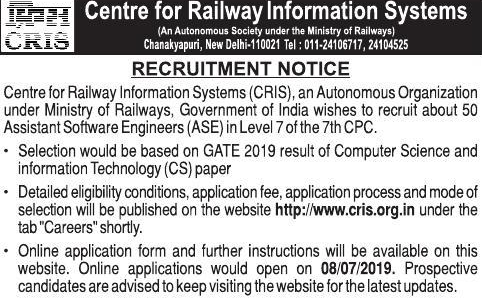 Centre for Railway Information Systems
(An Autonomous Society under the Ministry of Railways)
CRIS
Chanakyapuri, New Delhi-110021 Tel : 011-24106717, 24104525
RECRUITMENT NOTICE
Centre for Railway Information Systems (CRIS), an Autonomous Organization
under Ministry of Railways, Government of India wishes to recruit about 50
Assistant Software Engineers (ASE) in Level 7 of the 7th CPC.
• Selection would be based on GATE 2019 result of Computer Science and
information Technology (CS) paper
• Detailed eligibility conditions, application fee, application process and mode of
selection will be published on the website http://www.cris.org.in under the
tab "Careers" shortly.
• Online application form and further instructions will be available on this
website. Online applications would open on 08/07/2019. Prospective
candidates are advised to keep visiting the website for the latest updates.